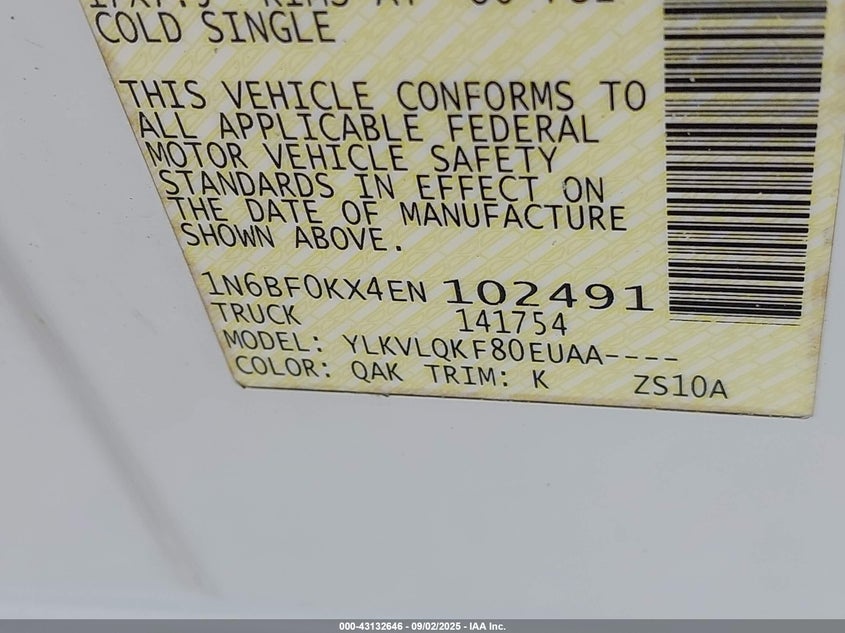 COLD SINGLE
THIS VEHICLE CONFORMS TO
ALL APPLICABLE FEDERAL
MOTOR VEHICLE SAFETY
STANDARDS IN EFFECT ON
THE DATE OF MANUFACTURE
SHOWN ABOVE.
1N6BF0KX4EN 102491
TRUCK 141754
MODEL: YLKVLQKF80EUAA----
COLOR: QAK TRIM: K ZS10A
000-43132646 - 09/02/2025 - IAA Inc.